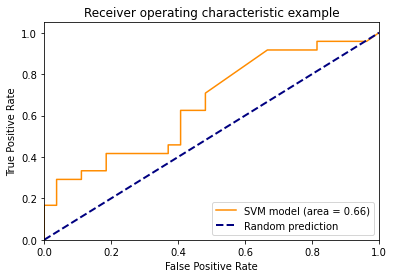 Receiver operating characteristic example
True Positive Rate
1.0
0.8
0.6
0.4
0.2
0.0
SVM model (area = 0.66)
Random prediction
0.0 0.2 0.4 0.6 0.8 1.0
False Positive Rate